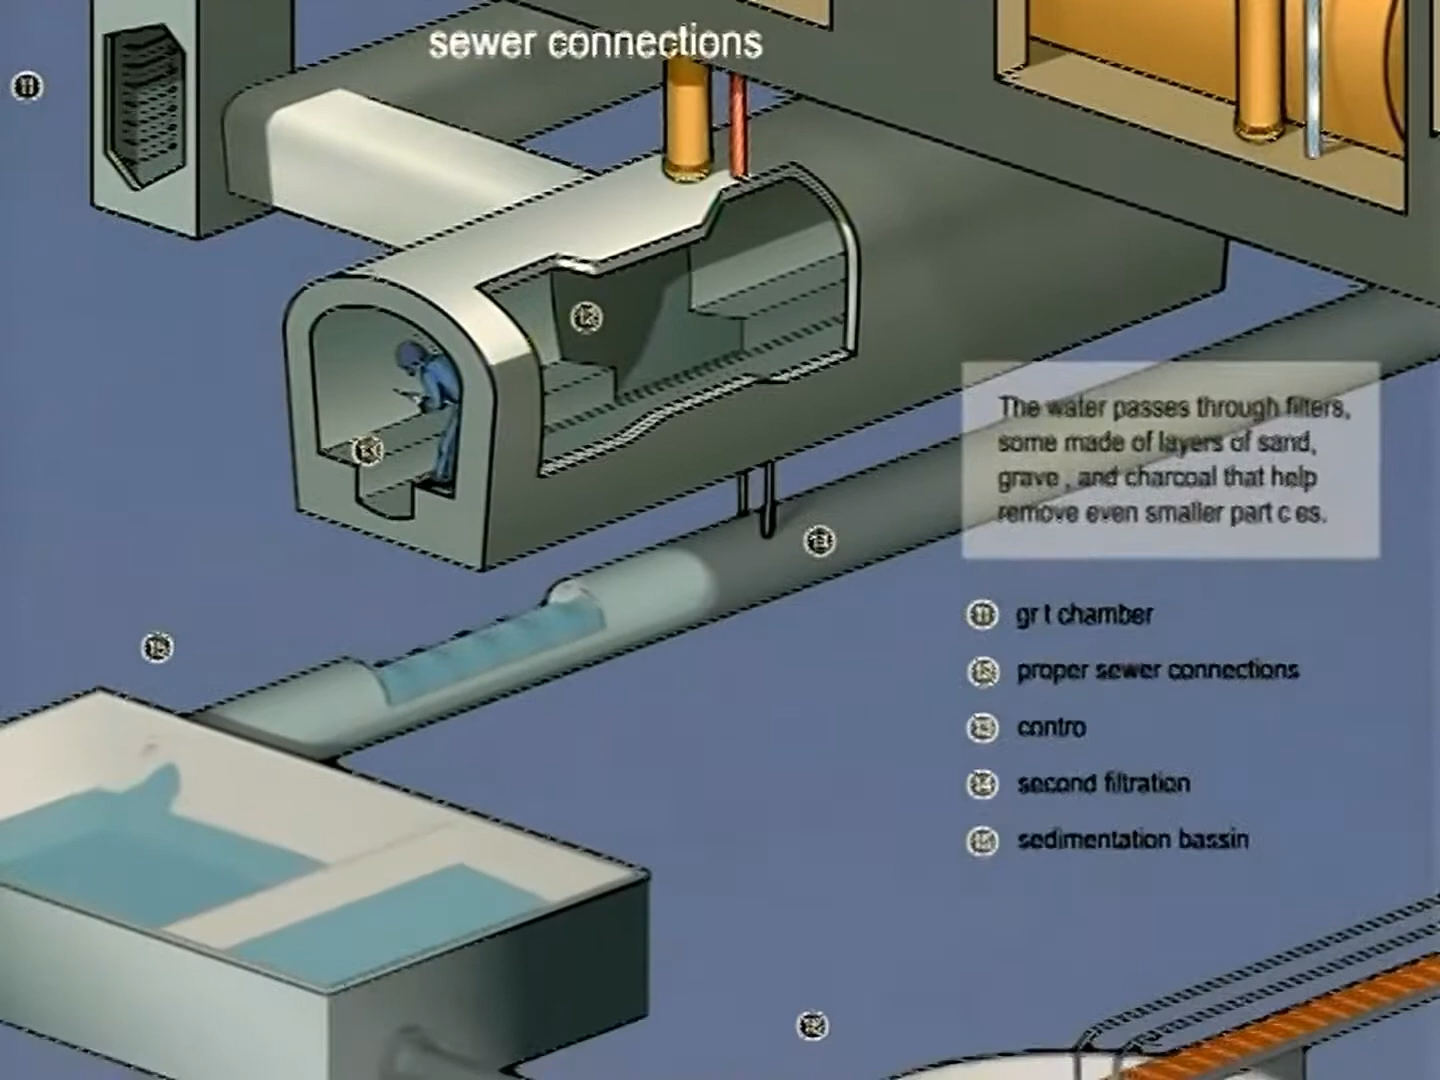 sewer connections
11
The water passes through filters,
some made of layers of sand,
grave , and charcoal that help
remove even smaller part c es.
gr t chamber
proper sewer connections
contro
second filtration
sedimentation bassin